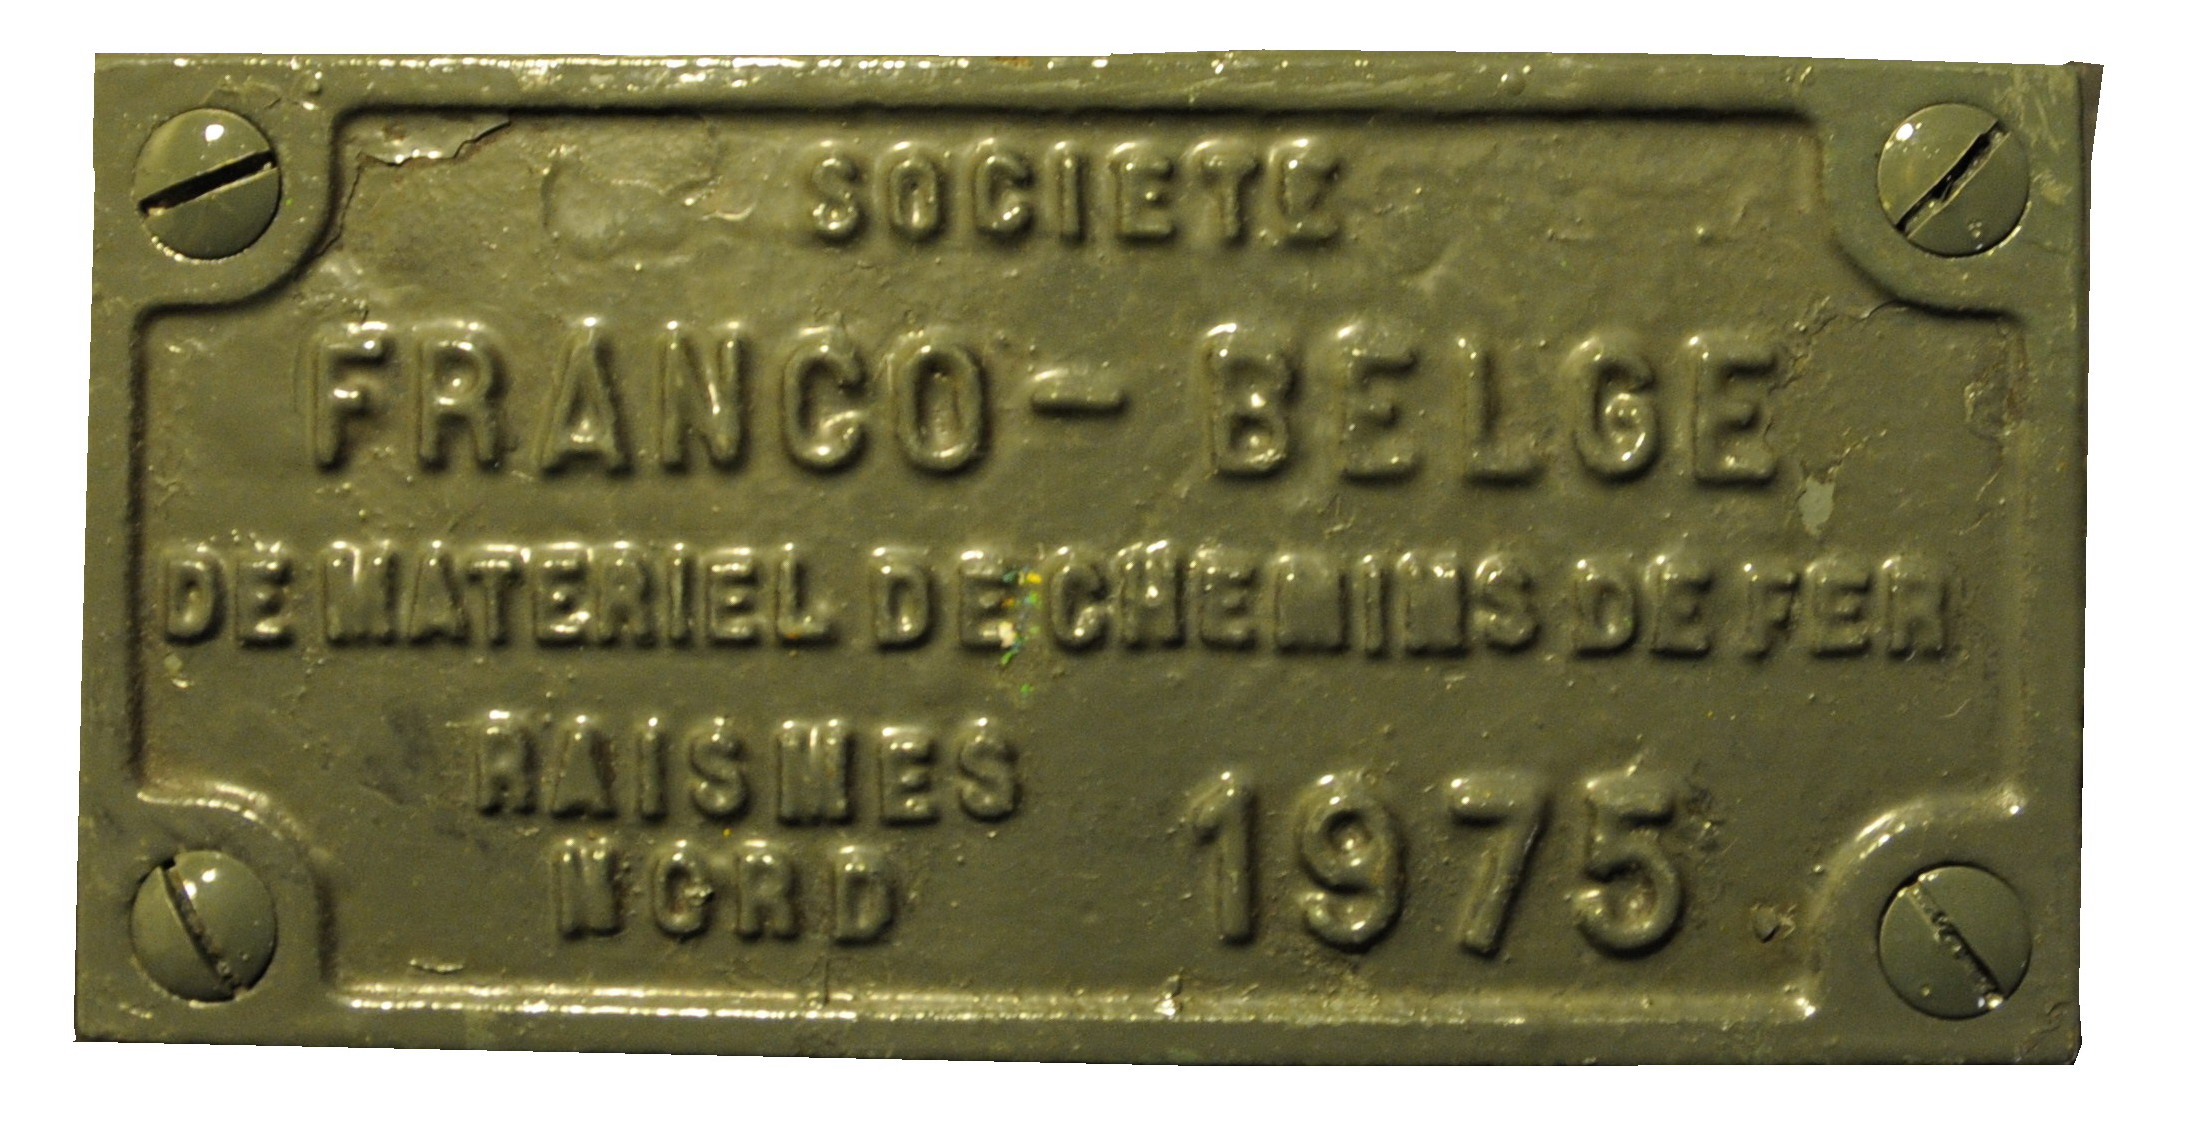 SOCIETE
FRANCO-BELGE
DE MATERIEL DE CHEMINS DE FER
RAISMES
NORD
1975